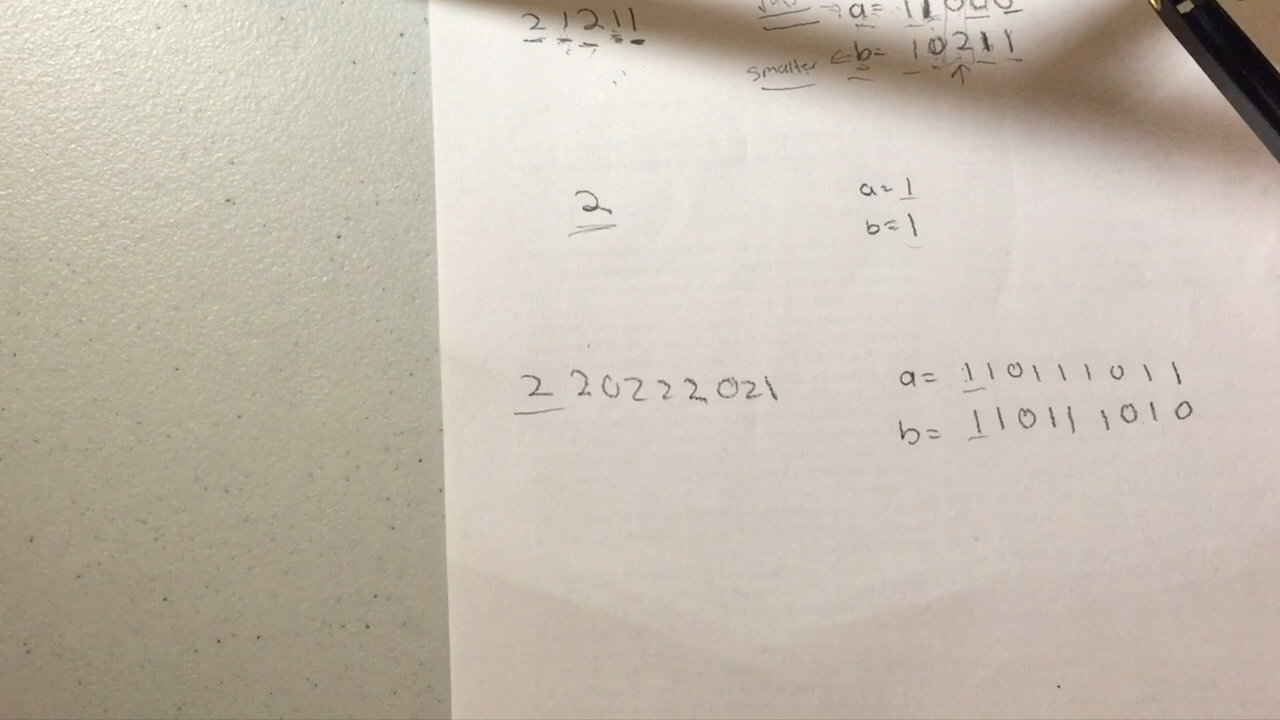 21211
a= 11000
smaller ← b= 10211
2
a= 1
b= 1
220222021
a= 110111011
b= 110111010